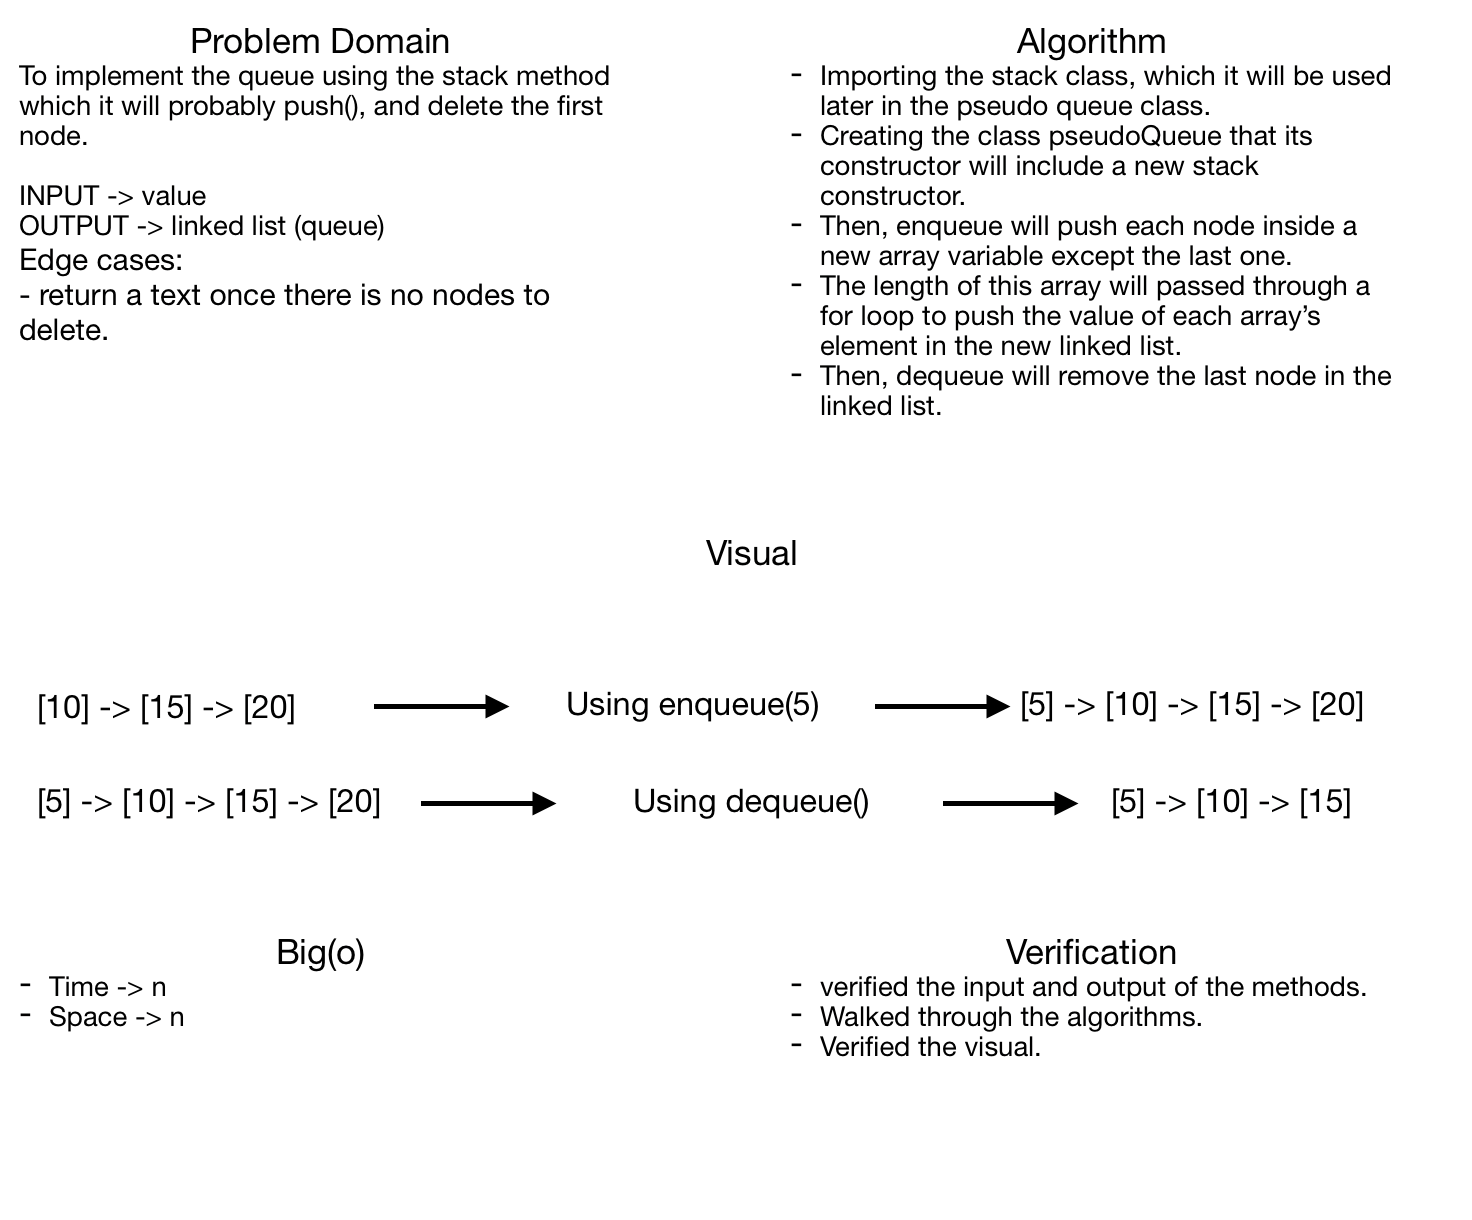 Problem Domain
To implement the queue using the stack method
which it will probably push(), and delete the first
node.
INPUT -> value
OUTPUT -> linked list (queue)
Edge cases:
- return a text once there is no nodes to
delete.
Algorithm
- Importing the stack class, which it will be used
later in the pseudo queue class.
- Creating the class pseudoQueue that its
constructor will include a new stack
constructor.
- Then, enqueue will push each node inside a
new array variable except the last one.
- The length of this array will passed through a
for loop to push the value of each array’s
element in the new linked list.
- Then, dequeue will remove the last node in the
linked list.
Visual
[10] -> [15] -> [20] Using enqueue(5) [5] -> [10] -> [15] -> [20]
[5] -> [10] -> [15] -> [20] Using dequeue() [5] -> [10] -> [15]
Big(o)
- Time -> n
- Space -> n
Verification
- verified the input and output of the methods.
- Walked through the algorithms.
- Verified the visual.